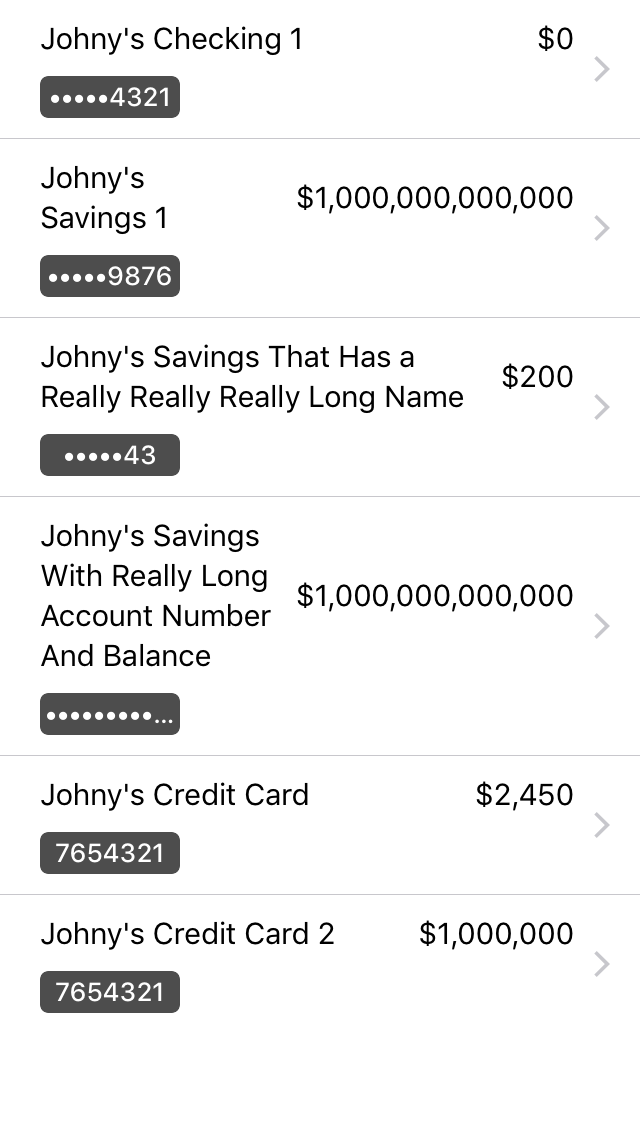 Johny's Checking 1 $0
•••••4321
Johny's
Savings 1 $1,000,000,000,000
•••••9876
Johny's Savings That Has a
Really Really Really Long Name $200
•••••43
Johny's Savings
With Really Long
Account Number $1,000,000,000,000
And Balance
•••••••••...
Johny's Credit Card $2,450
7654321
Johny's Credit Card 2 $1,000,000
7654321